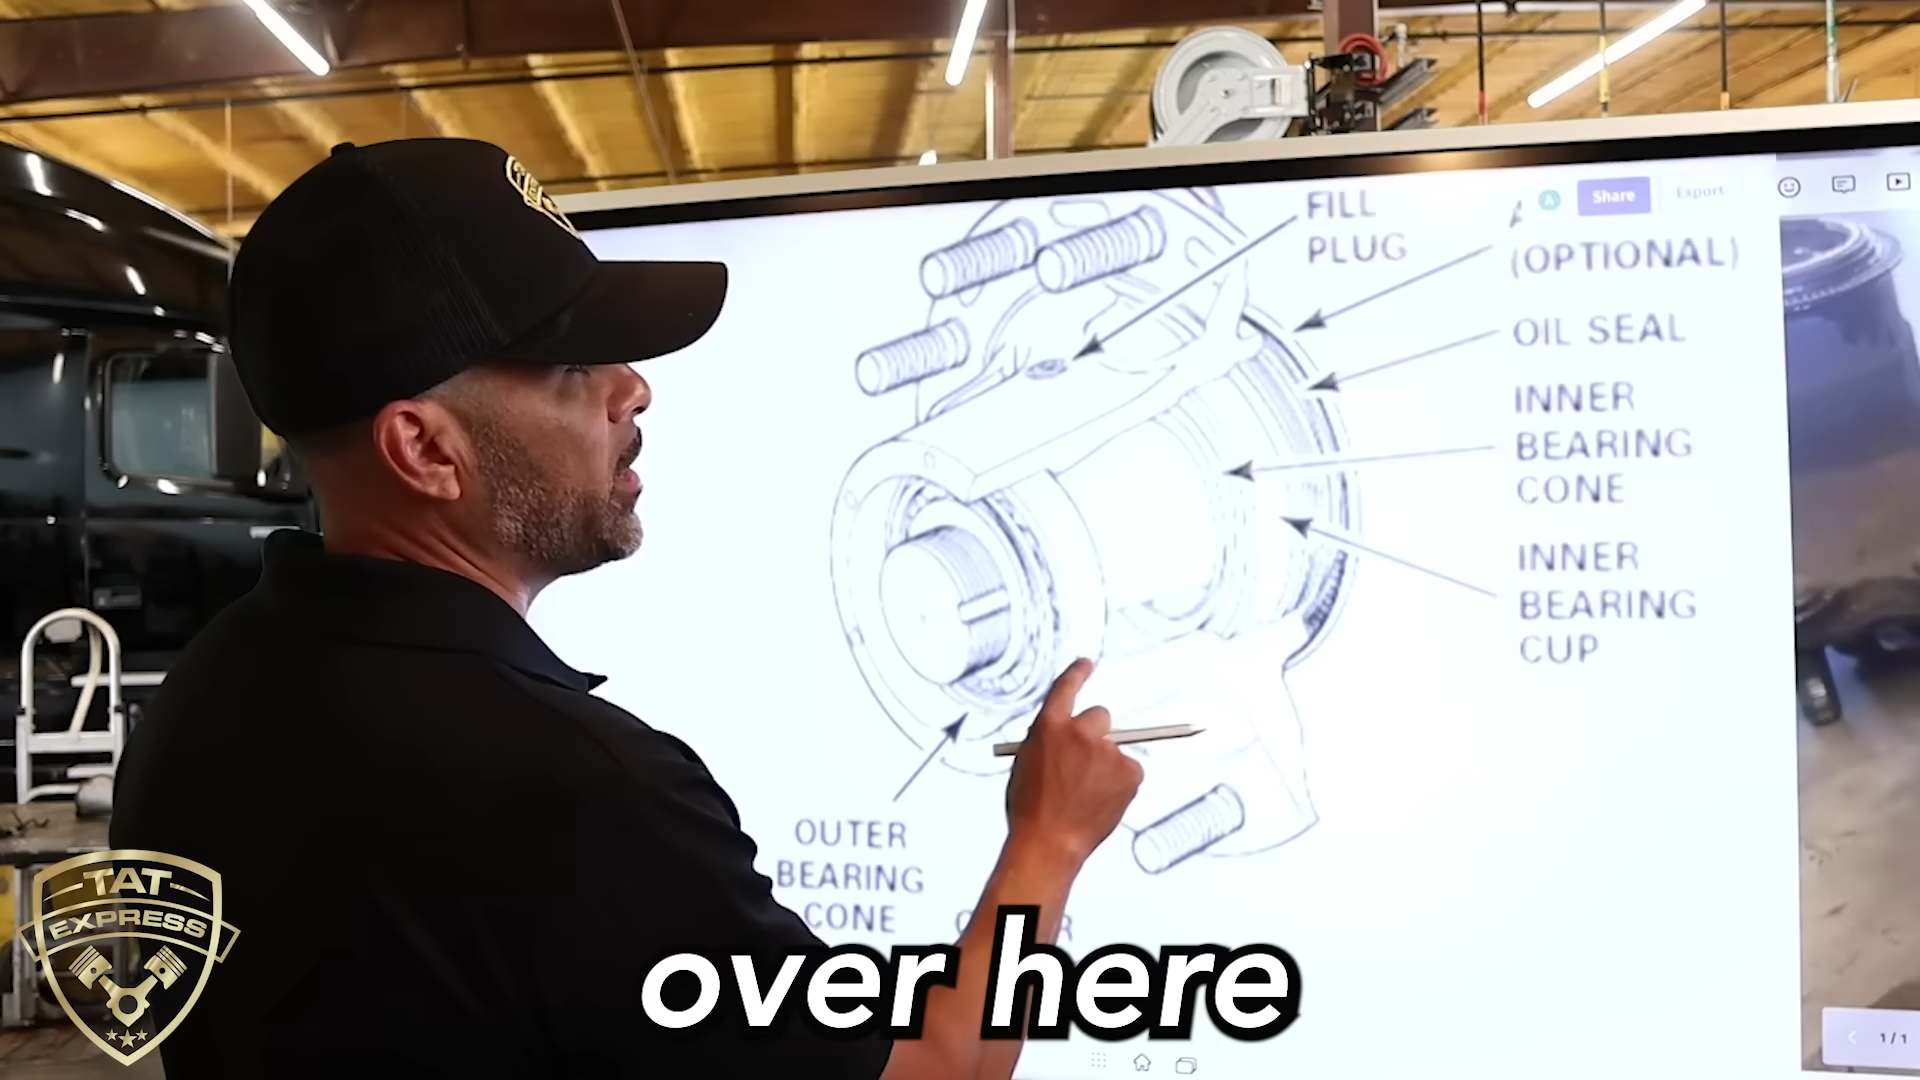 FILL
PLUG
Share
Export
(OPTIONAL)
OIL SEAL
INNER
BEARING
CONE
INNER
BEARING
CUP
OUTER
BEARING
CONE
over here
TAT
EXPRESS
1/1